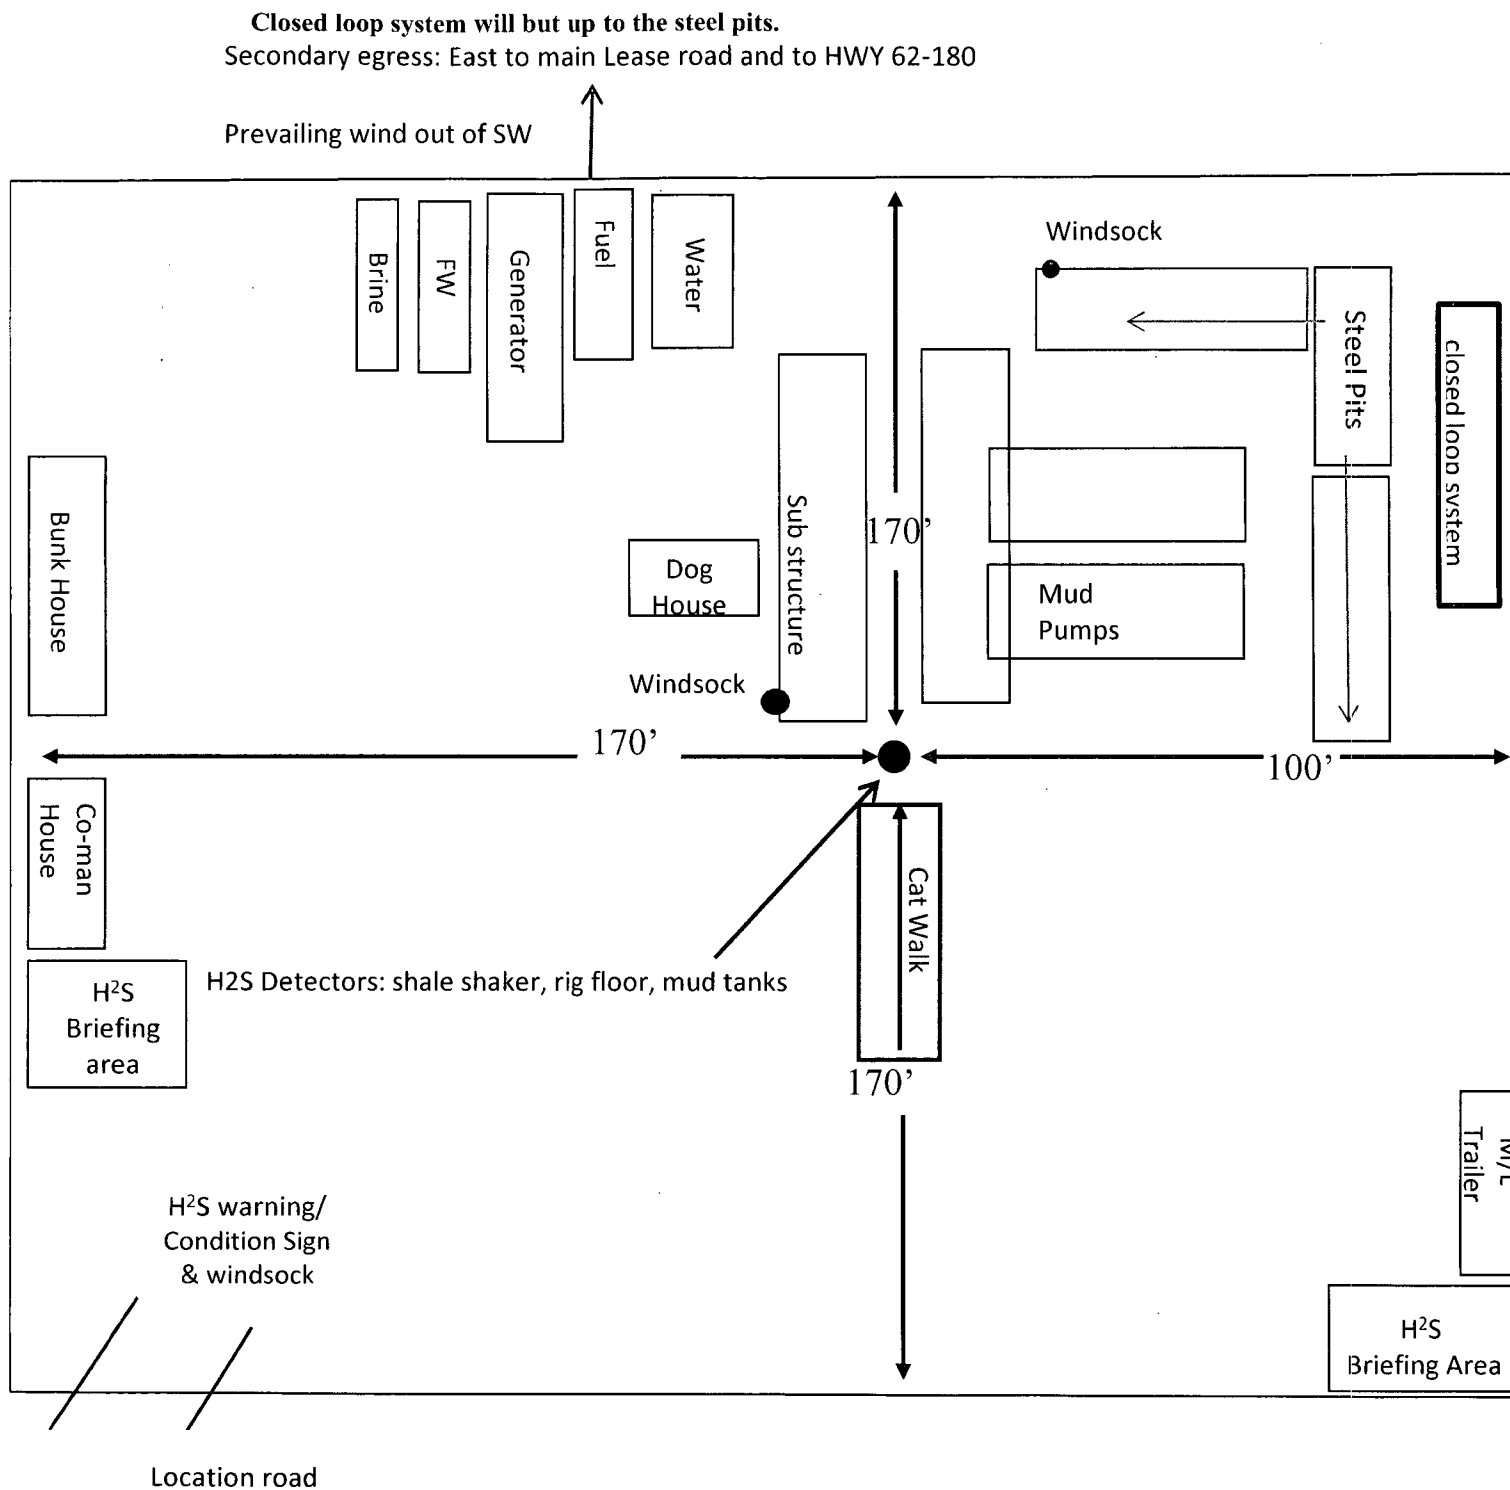 Closed loop system will but up to the steel pits.
Secondary egress: East to main Lease road and to HWY 62-180
Prevailing wind out of SW
Brine
FW
Generator
Fuel
Water
Windsock
Steel Pits
closed loop system
Bunk House
Dog
House
Sub structure
170’
Mud
Pumps
Windsock
170’
100’
Co-man
House
Cat Walk
H2S Detectors: shale shaker, rig floor, mud tanks
H²S
Briefing
area
170’
M/L
Trailer
H²S warning/
Condition Sign
& windsock
H²S
Briefing Area
Location road